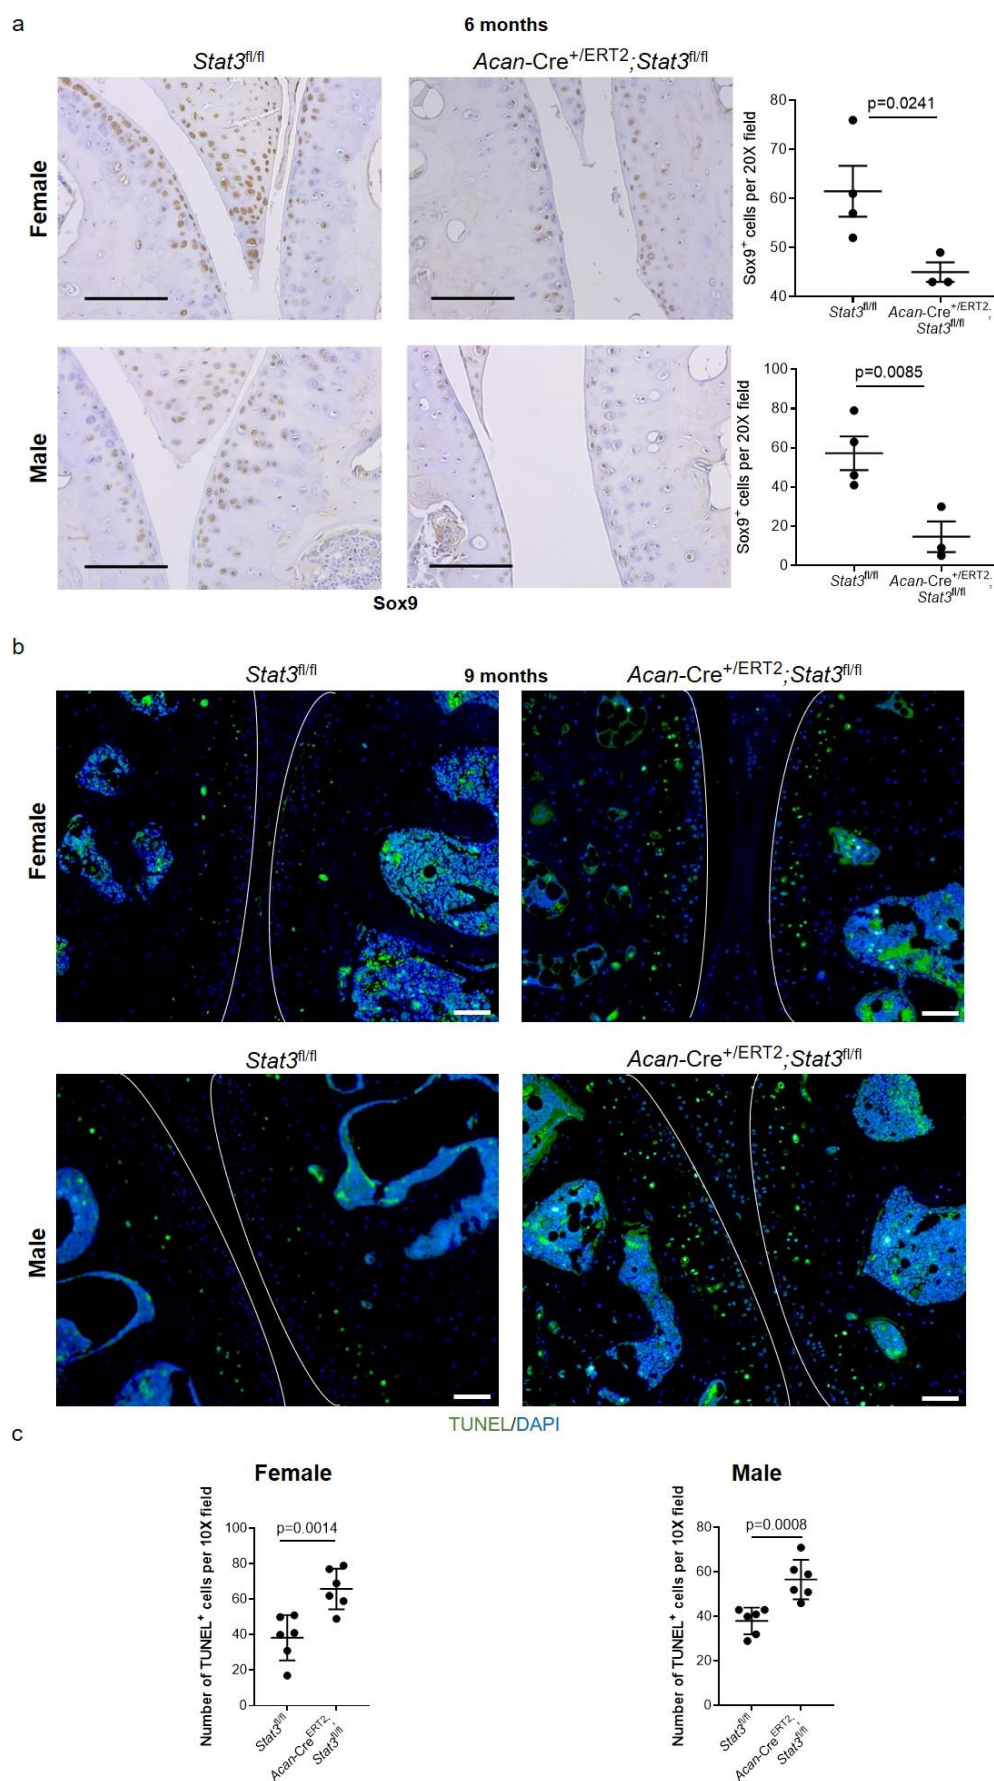 a
6 months
Stat3fl/fl
Acan-Cre+/ERT2;Stat3fl/fl
Female
Sox9+ cells per 20X field
80
70
60
50
40
p=0.0241
Stat3fl/fl
Acan-Cre+/ERT2;
Stat3fl/fl
Male
Sox9+ cells per 20X field
100
80
60
40
20
0
p=0.0085
Stat3fl/fl
Acan-Cre+/ERT2;
Stat3fl/fl
Sox9
b
Stat3fl/fl
9 months
Acan-Cre+/ERT2;Stat3fl/fl
Female
Stat3fl/fl
Acan-Cre+/ERT2;Stat3fl/fl
Male
TUNEL/DAPI
c
Female
Number of TUNEL+ cells per 10X field
100
80
60
40
20
0
p=0.0014
Stat3fl/fl
Acan-CreERT2;
Stat3fl/fl
Male
Number of TUNEL+ cells per 10X field
80
60
40
20
0
p=0.0008
Stat3fl/fl
Acan-CreERT2;
Stat3fl/fl